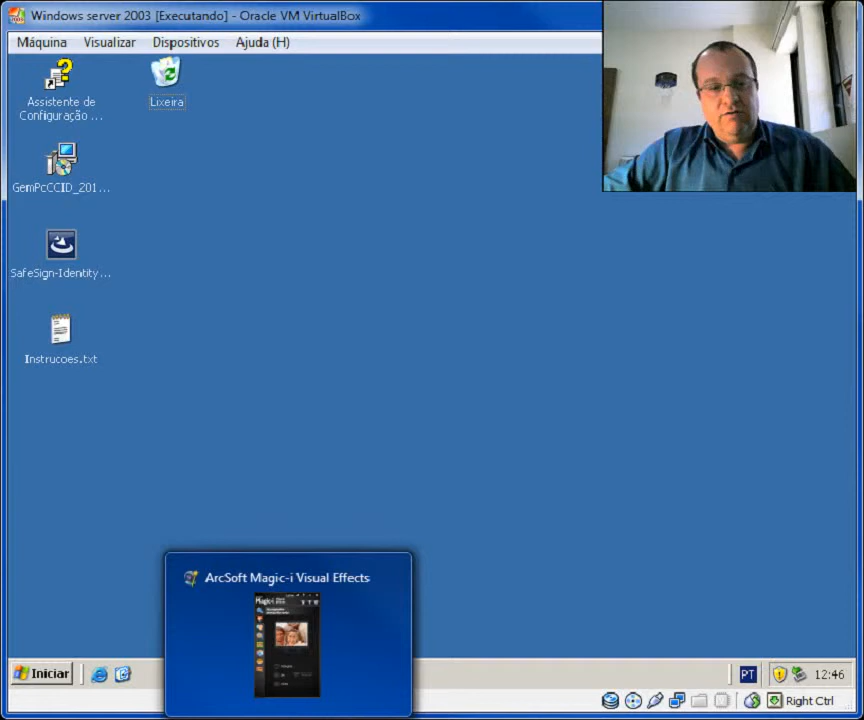 Windows server 2003 [Executando] - Oracle VM VirtualBox
Máquina Visualizar Dispositivos Ajuda (H)
Assistente de
Configuração ...
Lixeira
GemPcCCID_201...
SafeSign-Identity...
Instrucoes.txt
ArcSoft Magic-i Visual Effects
Magic-i
Iniciar
PT
12:46
Right Ctrl